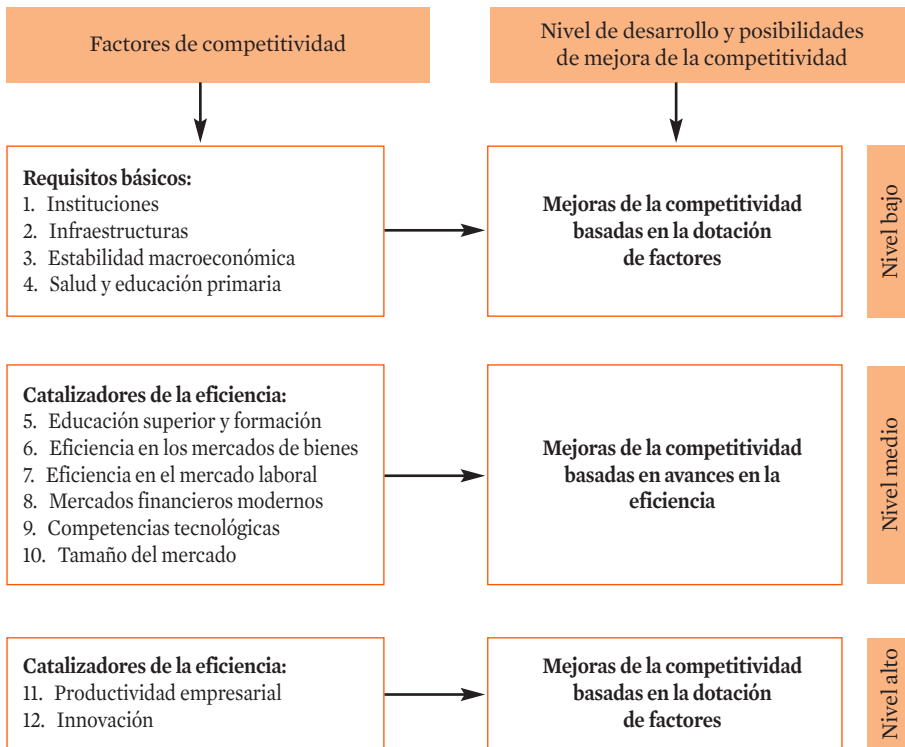 Factores de competitividad
Nivel de desarrollo y posibilidades
de mejora de la competitividad
Requisitos básicos:
1. Instituciones
2. Infraestructuras
3. Estabilidad macroeconómica
4. Salud y educación primaria
Mejoras de la competitividad
basadas en la dotación
de factores
Nivel bajo
Catalizadores de la eficiencia:
5. Educación superior y formación
6. Eficiencia en los mercados de bienes
7. Eficiencia en el mercado laboral
8. Mercados financieros modernos
9. Competencias tecnológicas
10. Tamaño del mercado
Mejoras de la competitividad
basadas en avances en la
eficiencia
Nivel medio
Catalizadores de la eficiencia:
11. Productividad empresarial
12. Innovación
Mejoras de la competitividad
basadas en la dotación
de factores
Nivel alto